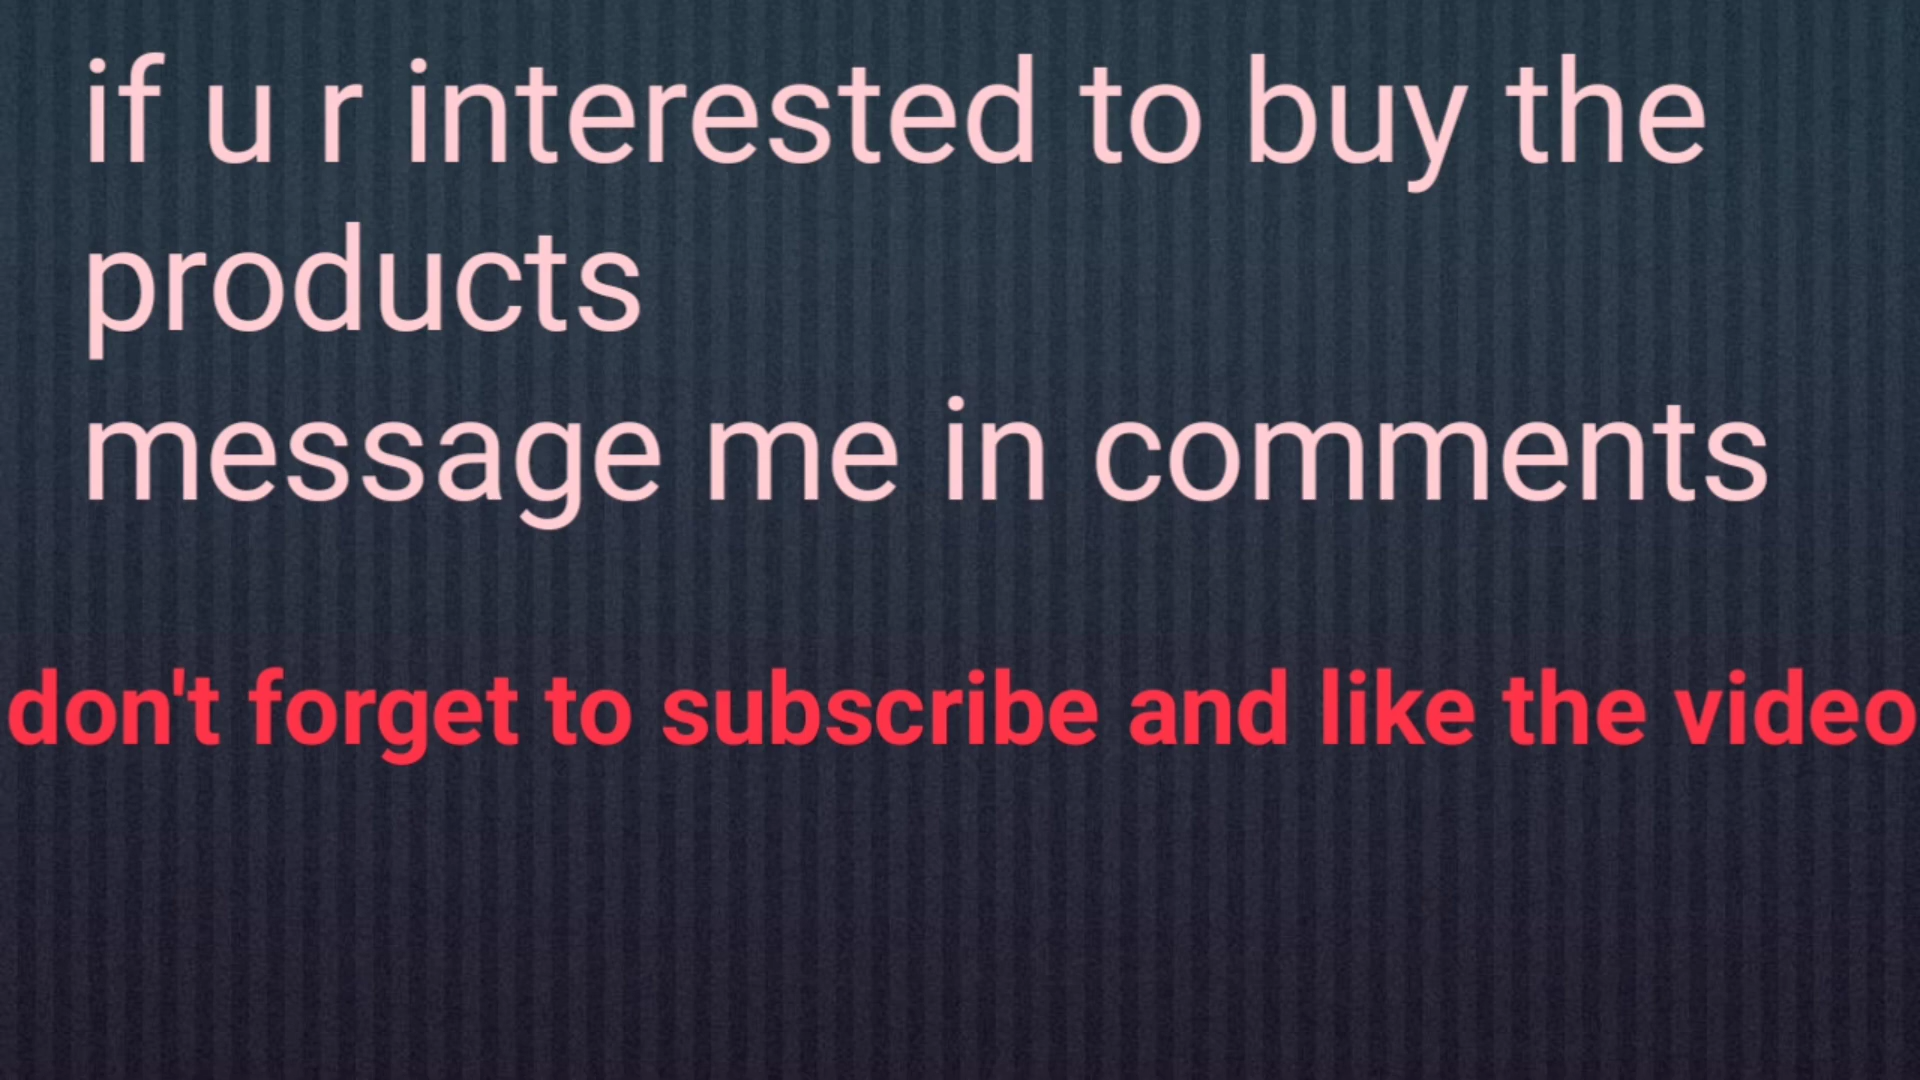 if u r interested to buy the
products
message me in comments
don't forget to subscribe and like the video